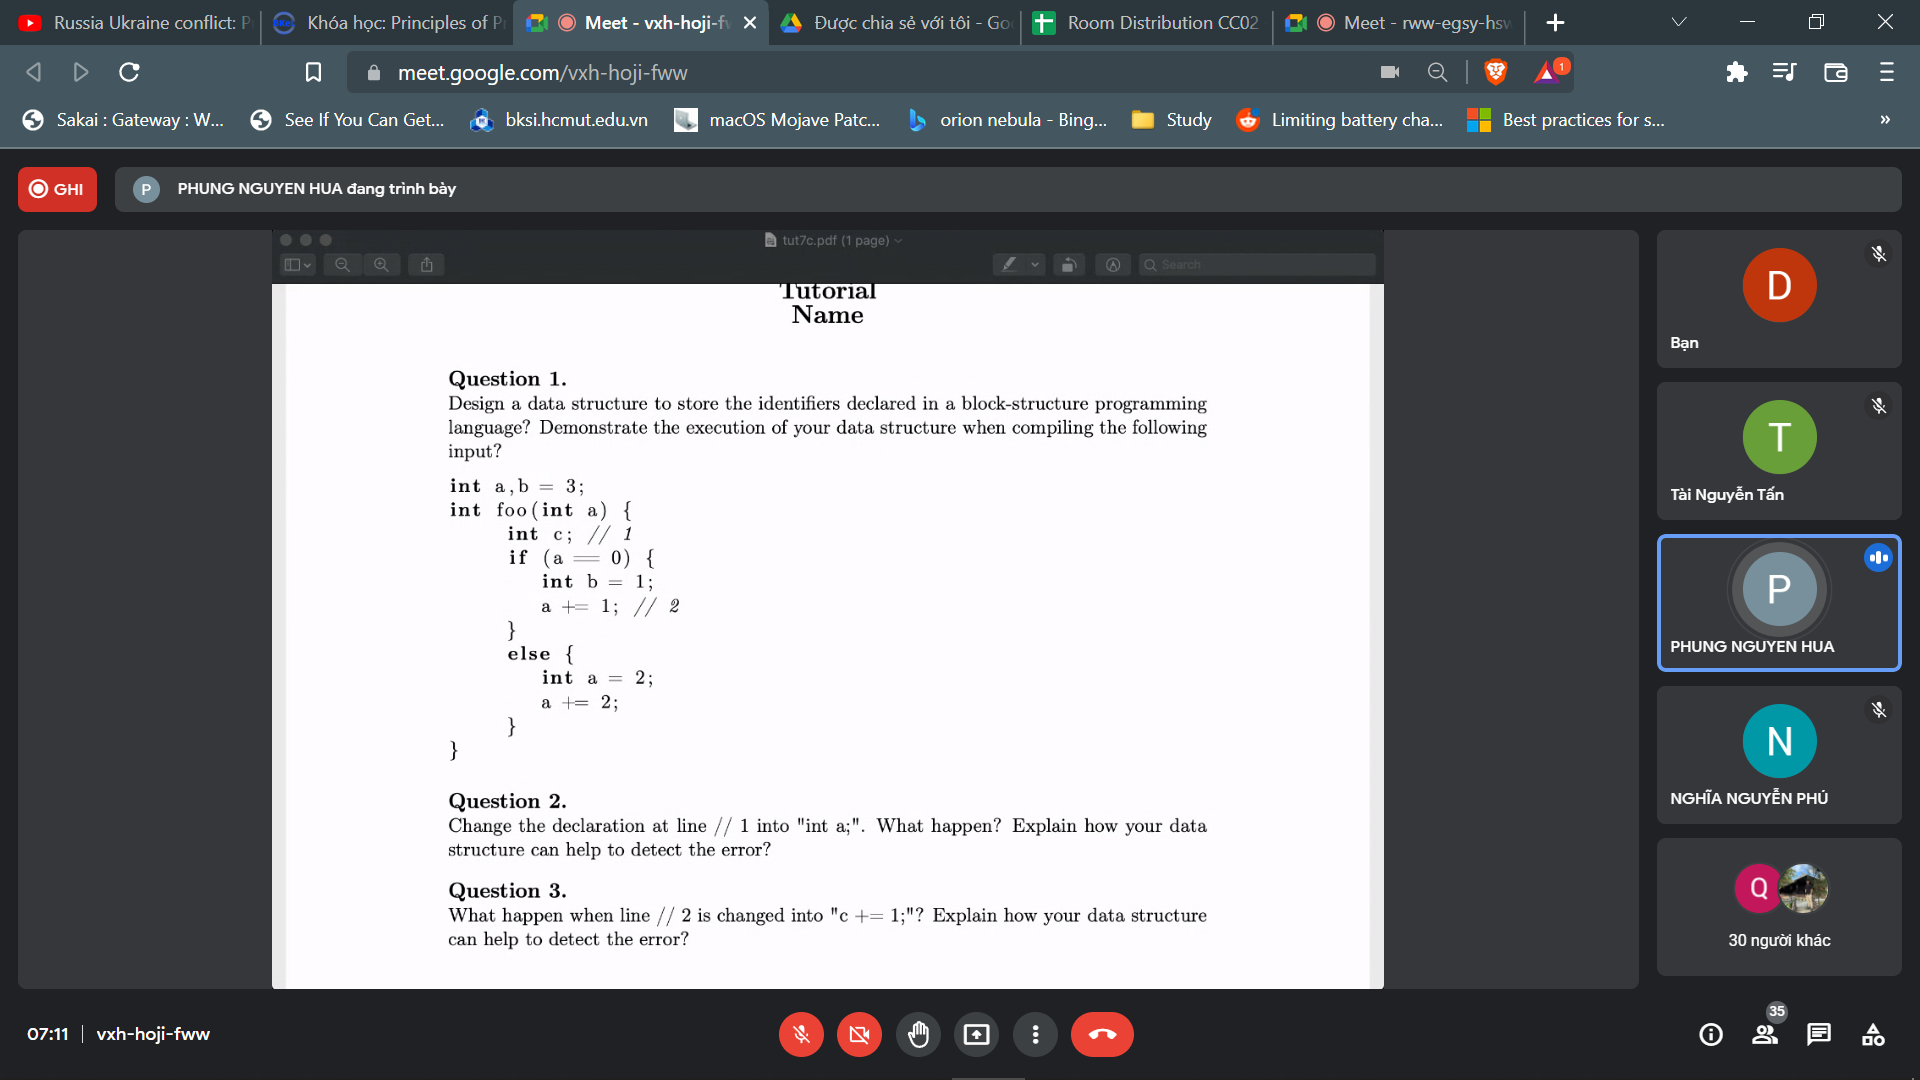 Russia Ukraine conflict: P
Khóa học: Principles of P
Meet - vxh-hoji-f
Được chia sẻ với tôi - Go
Room Distribution CC02
Meet - rww-egsy-hsv
meet.google.com/vxh-hoji-fww
1
Sakai : Gateway : W...
See If You Can Get...
bksi.hcmut.edu.vn
macOS Mojave Patc...
orion nebula - Bing...
Study
Limiting battery cha...
Best practices for s...
»
GHI
P
PHUNG NGUYEN HUA đang trình bày
tut7c.pdf (1 page)
Search
Tutorial
Name
Question 1.
Design a data structure to store the identifiers declared in a block-structure programming
language? Demonstrate the execution of your data structure when compiling the following
input?
int a,b = 3;
int foo(int a) {
int c; // 1
if (a == 0) {
int b = 1;
a += 1; // 2
}
else {
int a = 2;
a += 2;
}
}
Question 2.
Change the declaration at line // 1 into "int a;". What happen? Explain how your data
structure can help to detect the error?
Question 3.
What happen when line // 2 is changed into "c += 1;"? Explain how your data structure
can help to detect the error?
D
Bạn
T
Tài Nguyễn Tấn
P
PHUNG NGUYEN HUA
N
NGHĨA NGUYỄN PHÚ
Q
30 người khác
07:11 | vxh-hoji-fww
35